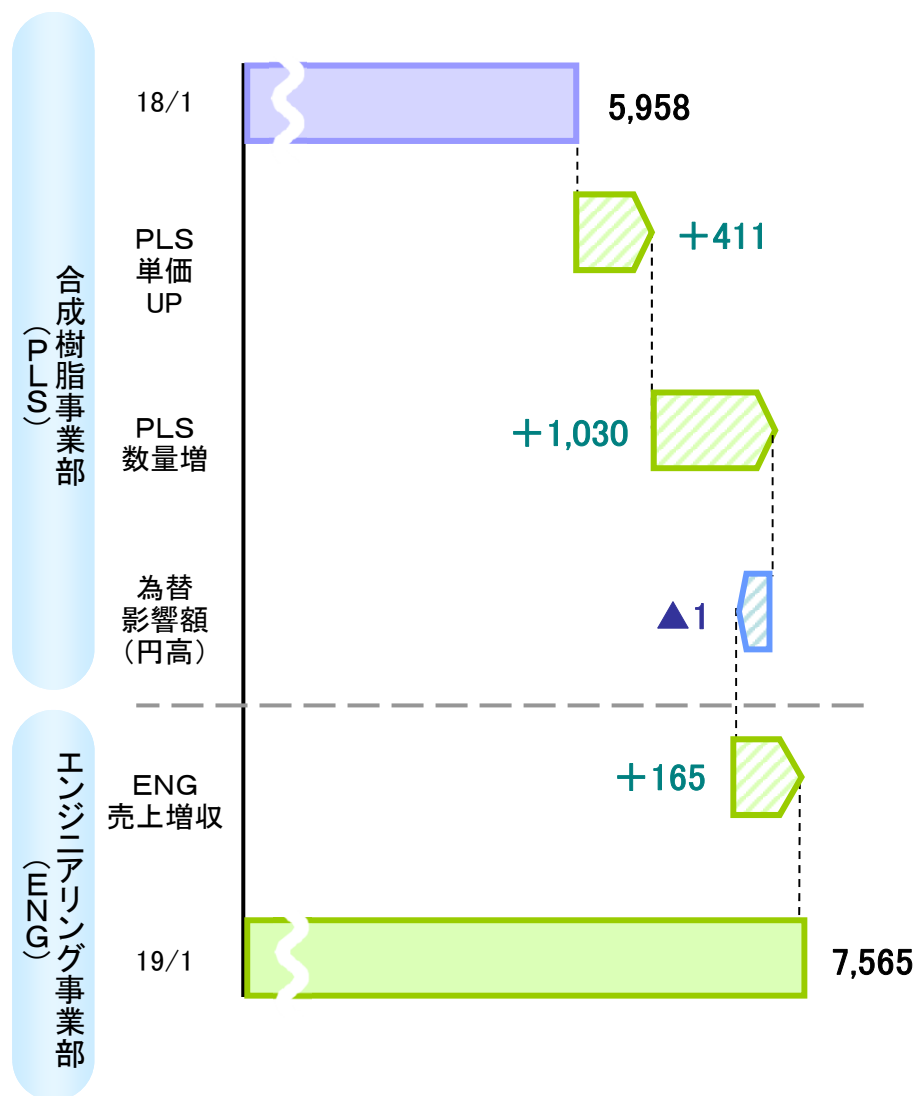 合成樹脂事業部
（PLS）
18/1
5,958
PLS
単価
UP
＋411
PLS
数量増
＋1,030
為替
影響額
（円高）
▲1
エンジニアリング事業部
（ENG）
ENG
売上増収
＋165
19/1
7,565